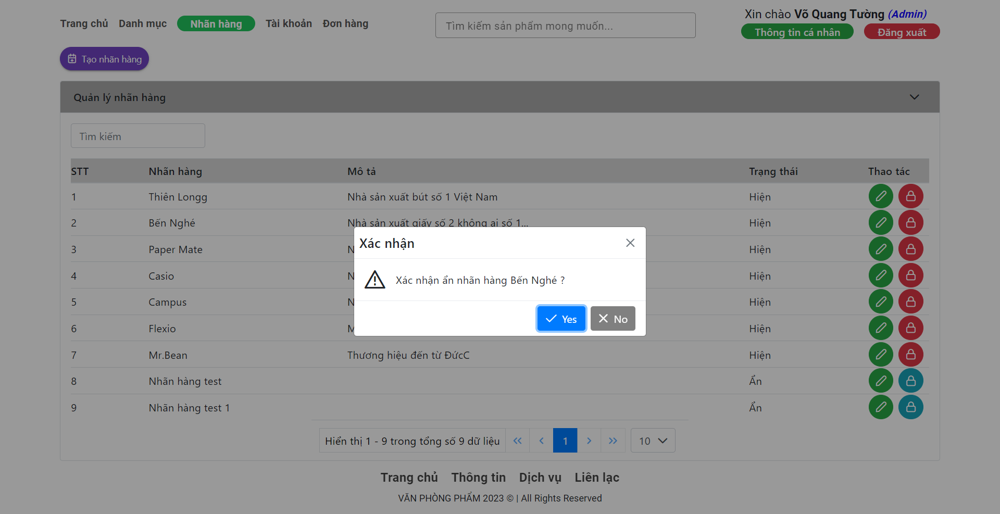 Trang chủ Danh mục Nhãn hàng Tài khoản Đơn hàng
Tìm kiếm sản phẩm mong muốn...
Xin chào Võ Quang Tường (Admin)
Thông tin cá nhân Đăng xuất
Tạo nhãn hàng
Quản lý nhãn hàng
Tìm kiếm
STT Nhãn hàng Mô tả Trạng thái Thao tác
1 Thiên Longg Nhà sản xuất bút số 1 Việt Nam Hiện
2 Bến Nghé Nhà sản xuất giấy số 2 không ai số 1... Hiện
3 Paper Mate Hiện
4 Casio Hiện
5 Campus Hiện
6 Flexio Hiện
7 Mr.Bean Thương hiệu đến từ ĐứcC Hiện
8 Nhãn hàng test Ẩn
9 Nhãn hàng test 1 Ẩn
Xác nhận
Xác nhận ẩn nhãn hàng Bến Nghé ?
Yes No
Hiển thị 1 - 9 trong tổng số 9 dữ liệu 1 10
Trang chủ Thông tin Dịch vụ Liên lạc
VĂN PHÒNG PHẨM 2023 © | All Rights Reserved